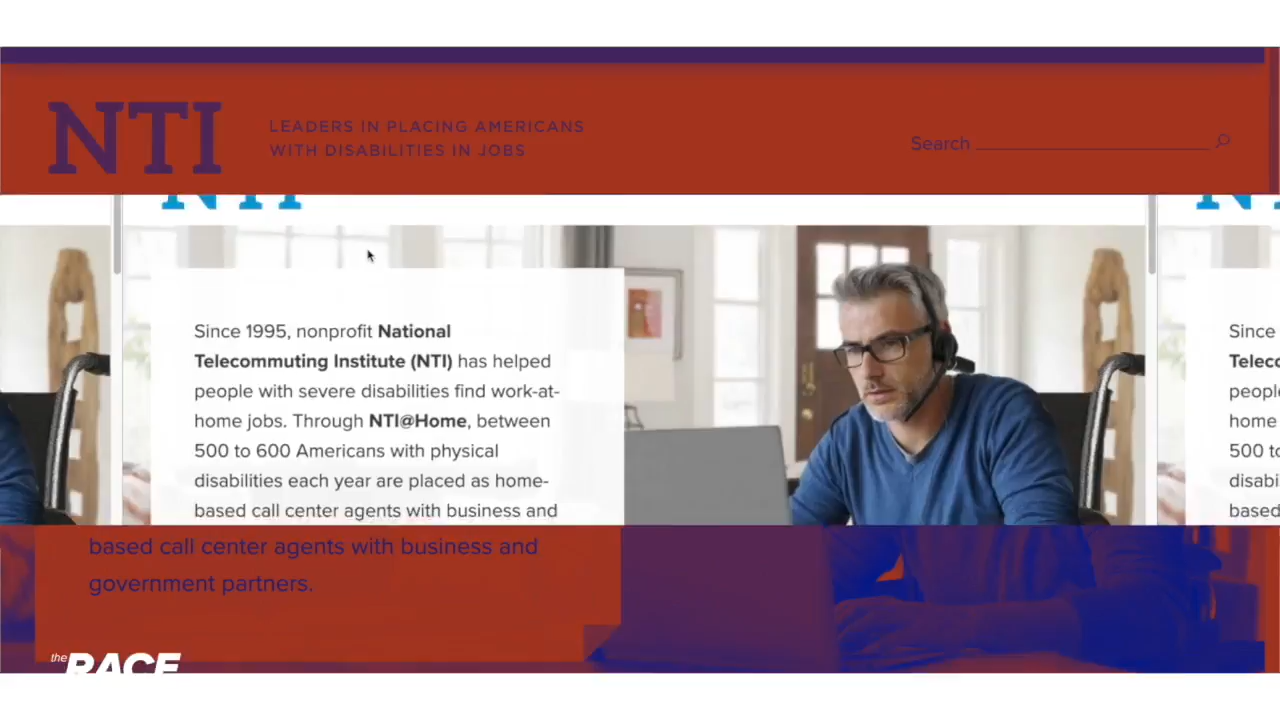 NTI
LEADERS IN PLACING AMERICANS
WITH DISABILITIES IN JOBS
Search
NTI
Since 1995, nonprofit National
Telecommuting Institute (NTI) has helped
people with severe disabilities find work-at-
home jobs. Through NTI@Home, between
500 to 600 Americans with physical
disabilities each year are placed as home-
based call center agents with business and
Since
Telec
people
home
500 to
disabi
based
based call center agents with business and
government partners.
the RACE